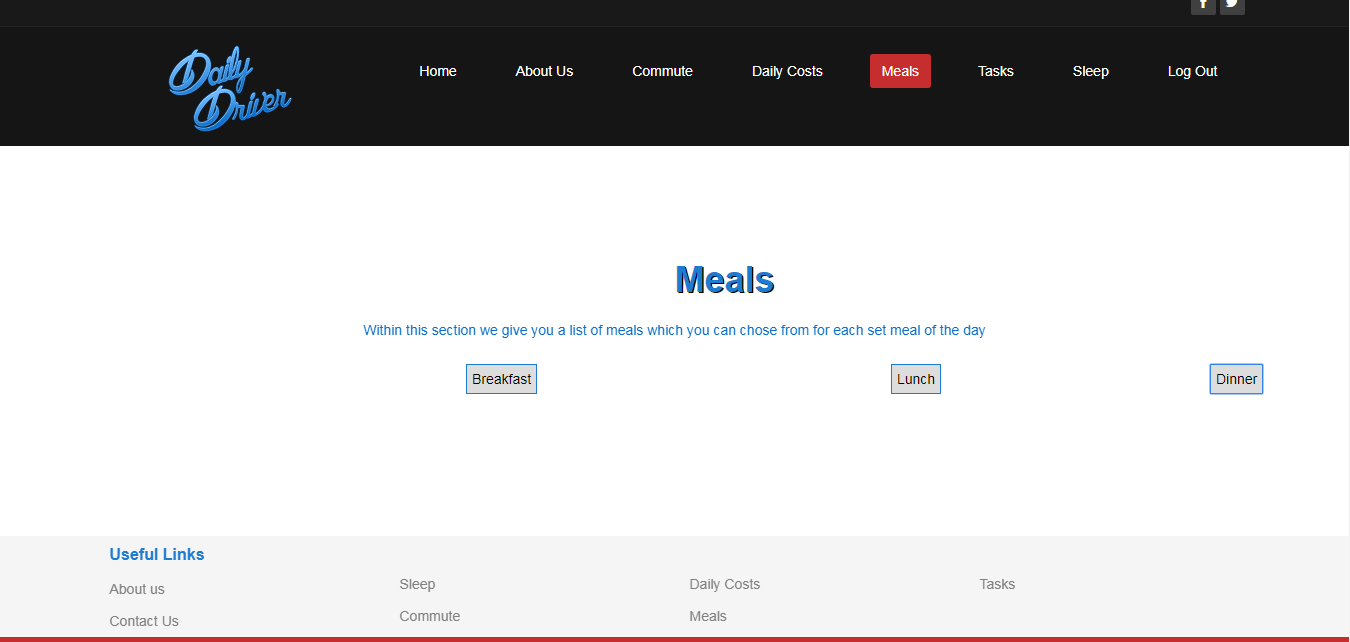 f
Daily
Driver
Home About Us Commute Daily Costs Meals Tasks Sleep Log Out
Meals
Within this section we give you a list of meals which you can chose from for each set meal of the day
Breakfast Lunch Dinner
Useful Links
About us Sleep Daily Costs Tasks
Contact Us Commute Meals